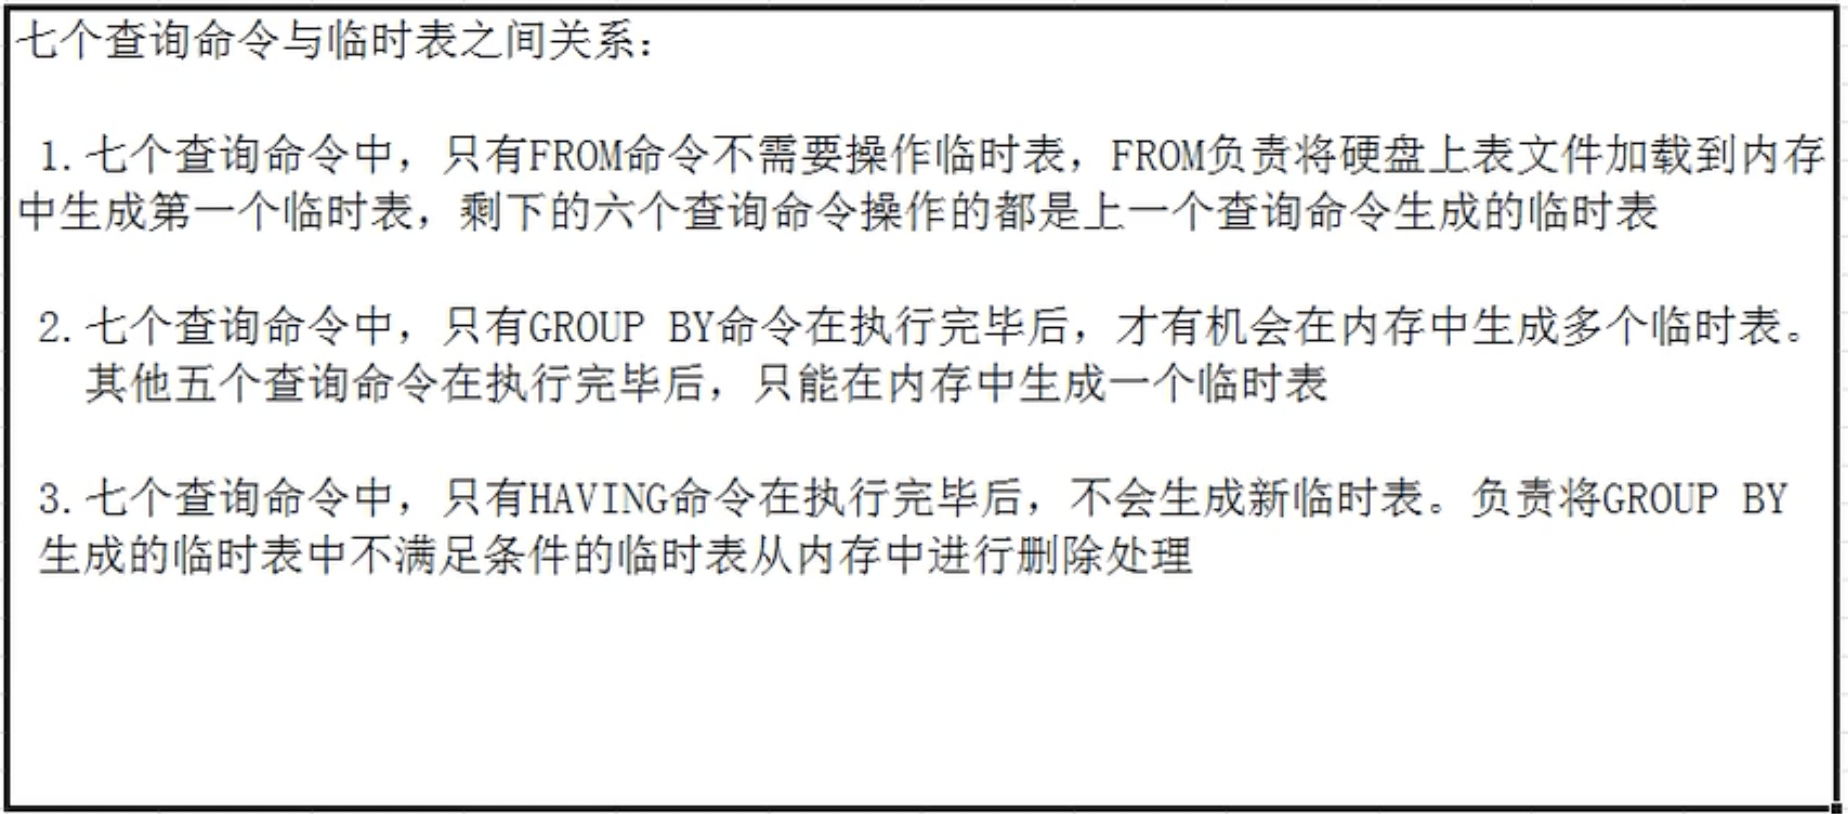 七个查询命令与临时表之间关系：
1.七个查询命令中，只有FROM命令不需要操作临时表，FROM负责将硬盘上表文件加载到内存
中生成第一个临时表，剩下的六个查询命令操作的都是上一个查询命令生成的临时表
2.七个查询命令中，只有GROUP BY命令在执行完毕后，才有机会在内存中生成多个临时表。
其他五个查询命令在执行完毕后，只能在内存中生成一个临时表
3.七个查询命令中，只有HAVING命令在执行完毕后，不会生成新临时表。负责将GROUP BY
生成的临时表中不满足条件的临时表从内存中进行删除处理